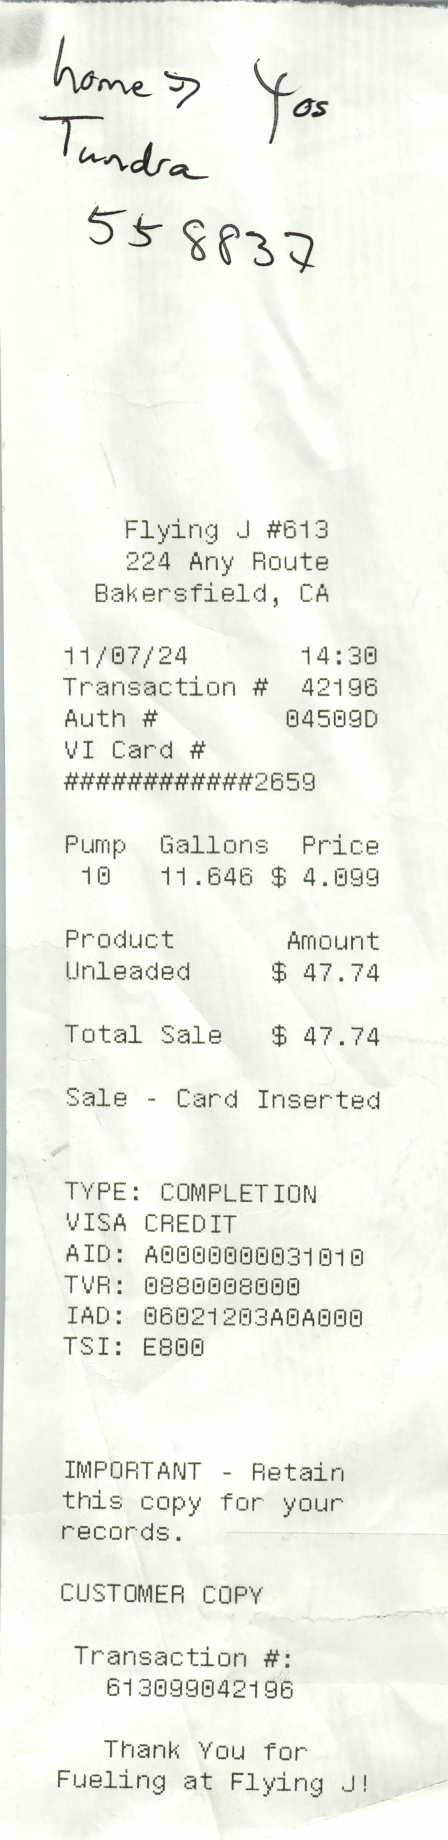 home → Yos
Tundra
558837
Flying J #613
224 Any Route
Bakersfield, CA
11/07/24 14:30
Transaction # 42196
Auth # 04509D
VI Card #
############2659
Pump Gallons Price
10 11.646 $ 4.099
Product Amount
Unleaded $ 47.74
Total Sale $ 47.74
Sale - Card Inserted
TYPE: COMPLETION
VISA CREDIT
AID: A0000000031010
TVR: 0880008000
IAD: 06021203A0A000
TSI: E800
IMPORTANT - Retain
this copy for your
records.
CUSTOMER COPY
Transaction #:
613099042196
Thank You for
Fueling at Flying J!